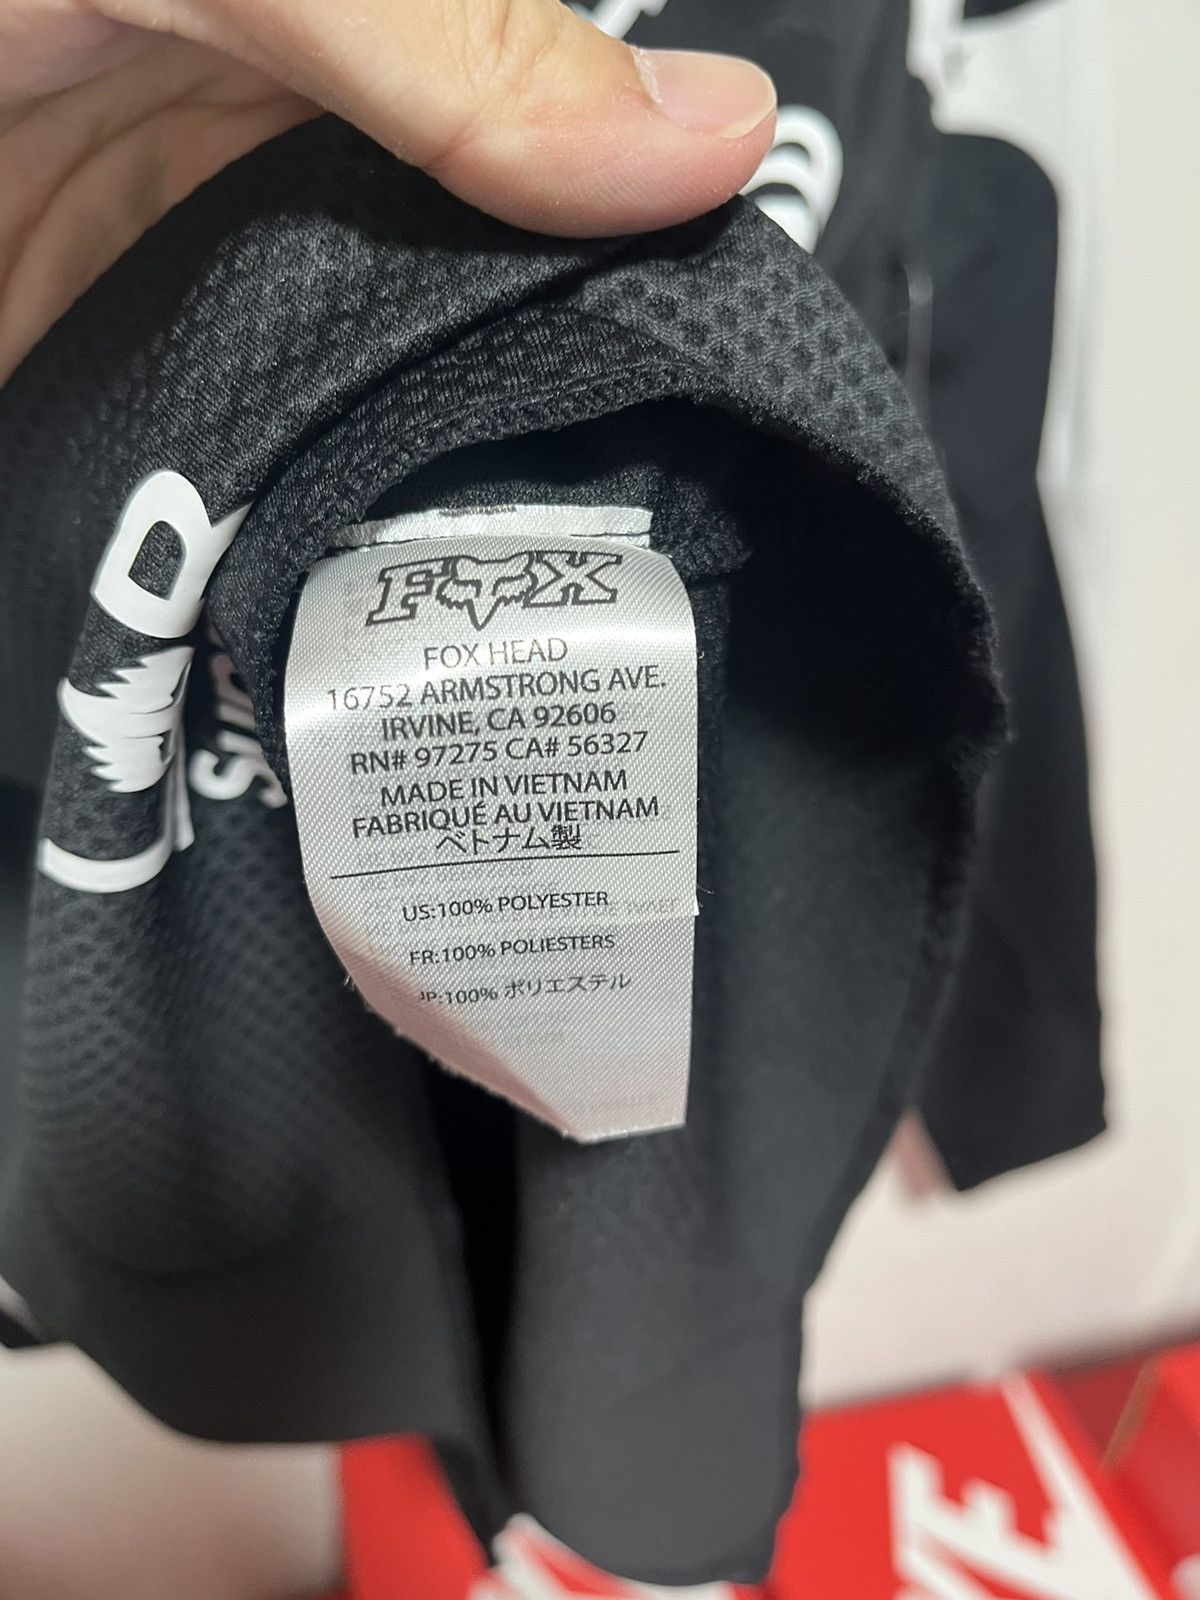 FOX
FOX HEAD
16752 ARMSTRONG AVE.
IRVINE, CA 92606
RN# 97275 CA# 56327
MADE IN VIETNAM
FABRIQUÉ AU VIETNAM
ベトナム製
US:100% POLYESTER
FR:100% POLIESTERS
JP:100% ポリエステル